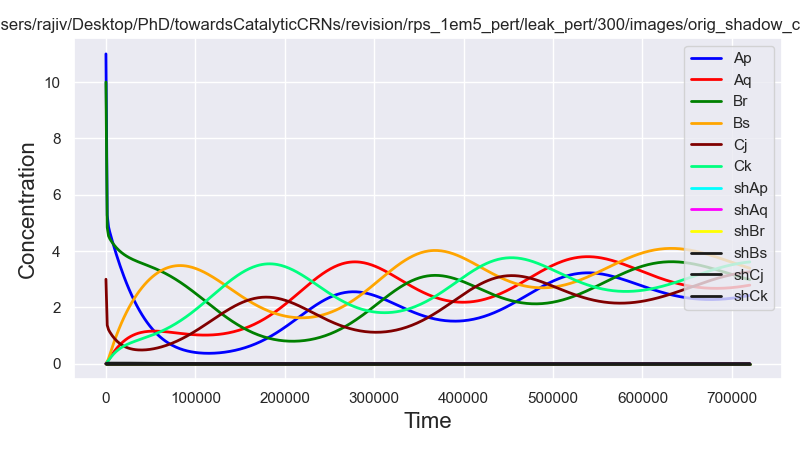 sers/rajiv/Desktop/PhD/towardsCatalyticCRNs/revision/rps_1em5_pert/leak_pert/300/images/orig_shadow_c
Concentration
10
8
6
4
2
0
0
100000
200000
300000
400000
500000
600000
700000
Time
Ap
Aq
Br
Bs
Cj
Ck
shAp
shAq
shBr
shBs
shCj
shCk